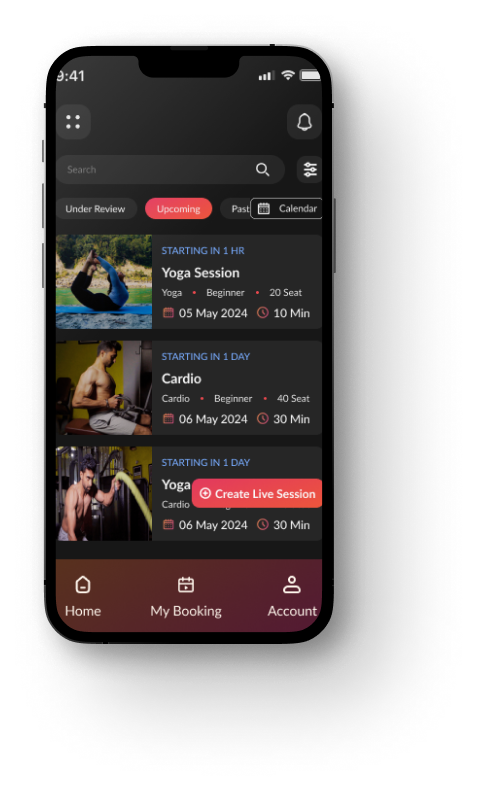 9:41
Search
Under Review Upcoming Past Calendar
STARTING IN 1 HR
Yoga Session
Yoga • Beginner • 20 Seat
05 May 2024 10 Min
STARTING IN 1 DAY
Cardio
Cardio • Beginner • 40 Seat
06 May 2024 30 Min
STARTING IN 1 DAY
Yoga
Create Live Session
Cardio
06 May 2024 30 Min
Home My Booking Account